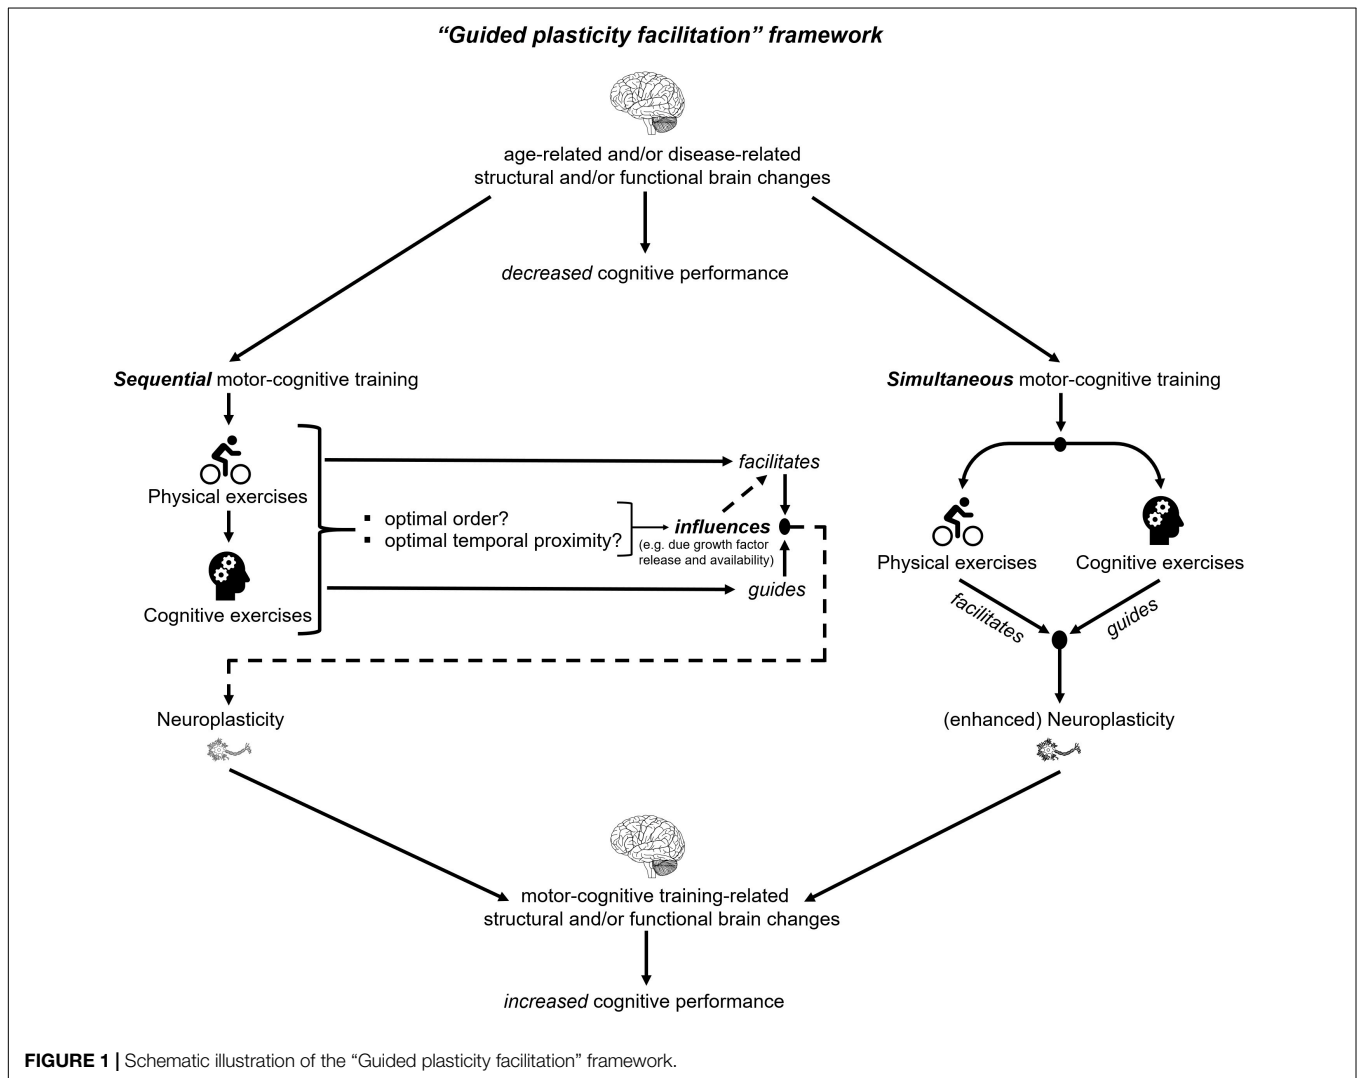 “Guided plasticity facilitation” framework
age-related and/or disease-related
structural and/or functional brain changes
decreased cognitive performance
Sequential motor-cognitive training
Physical exercises
Cognitive exercises
▪ optimal order?
▪ optimal temporal proximity?
facilitates
influences
(e.g. due growth factor
release and availability)
guides
Neuroplasticity
Simultaneous motor-cognitive training
Physical exercises
Cognitive exercises
facilitates
guides
(enhanced) Neuroplasticity
motor-cognitive training-related
structural and/or functional brain changes
increased cognitive performance
FIGURE 1 | Schematic illustration of the “Guided plasticity facilitation” framework.